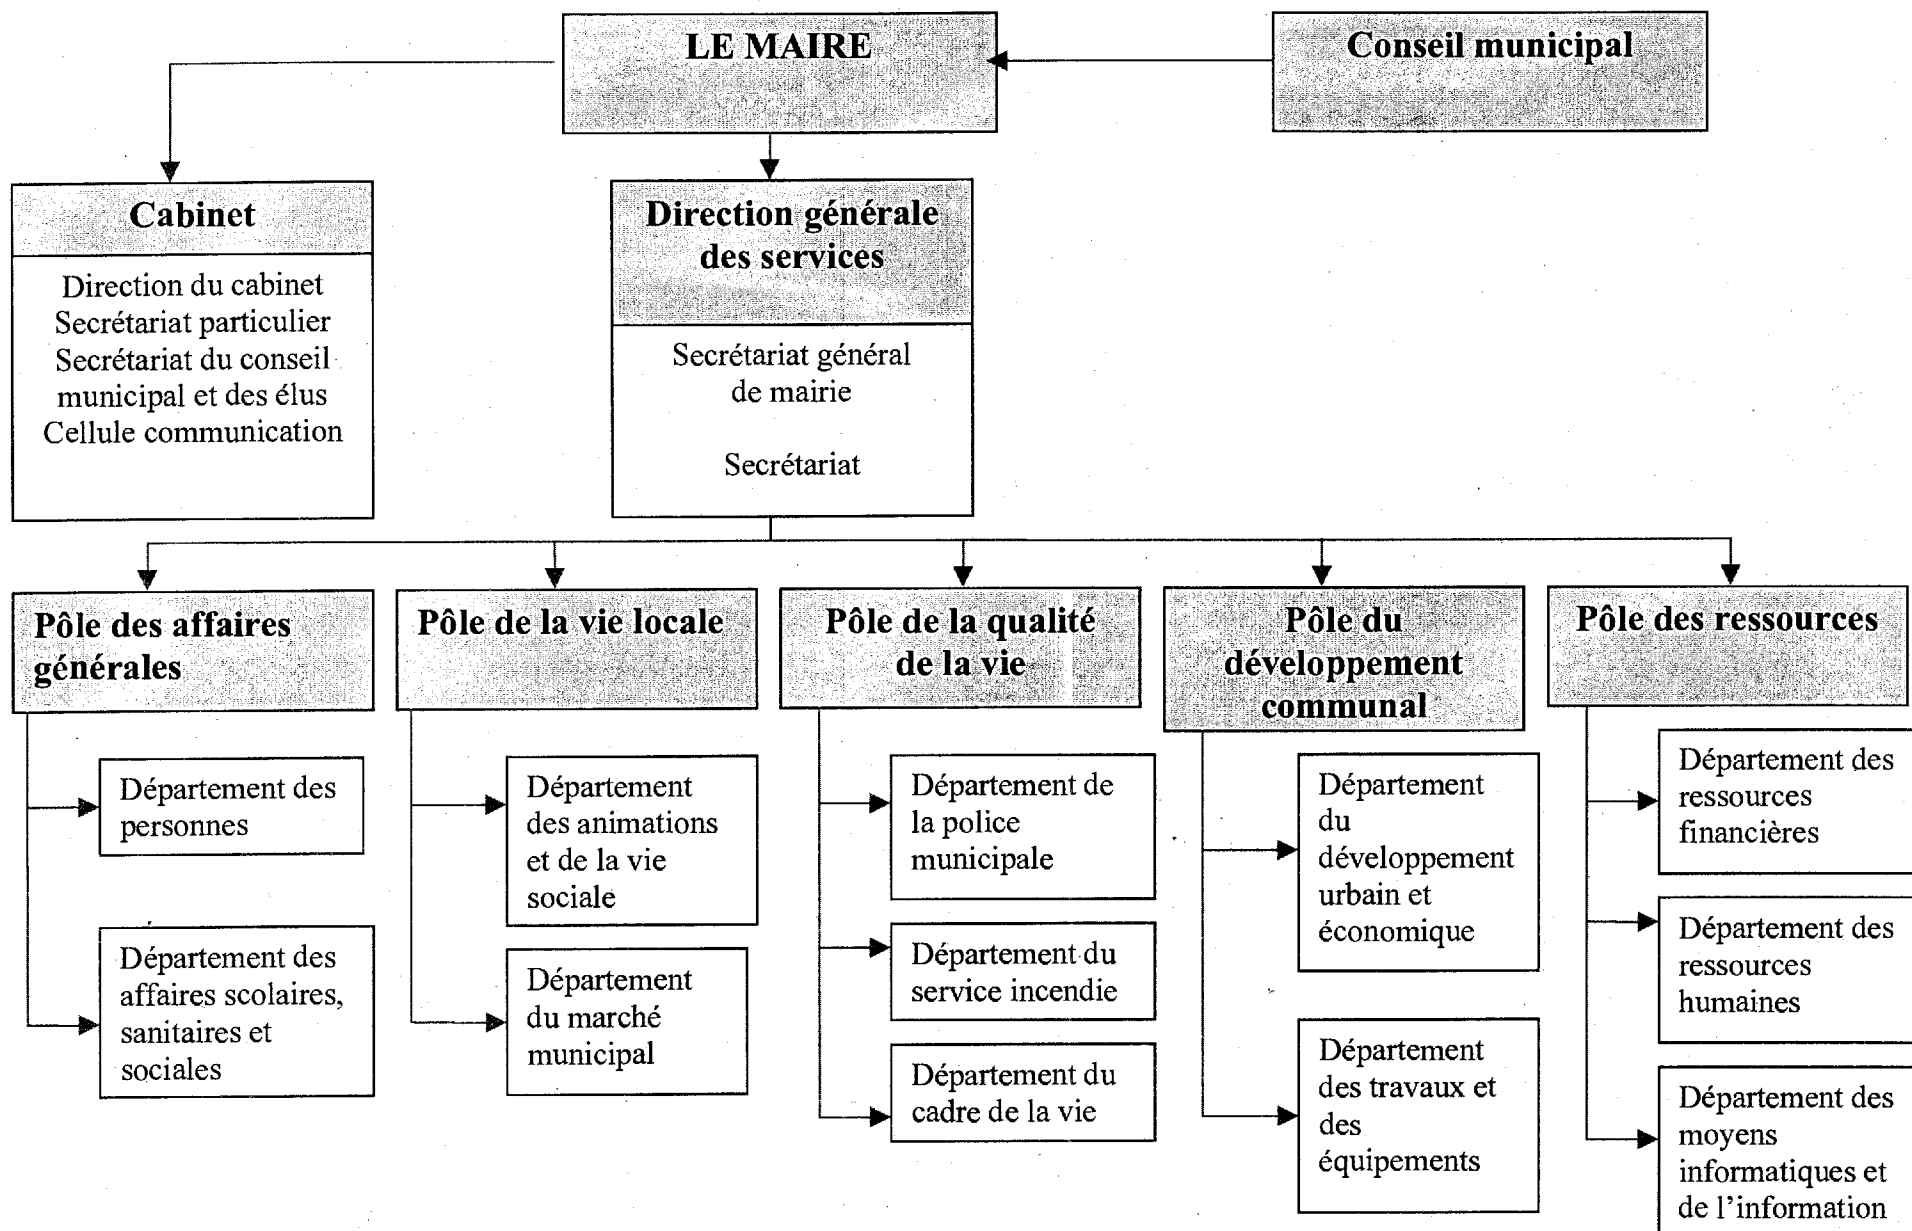 LE MAIRE
Conseil municipal
Cabinet
Direction du cabinet
Secrétariat particulier
Secrétariat du conseil
municipal et des élus
Cellule communication
Direction générale
des services
Secrétariat général
de mairie
Secrétariat
Pôle des affaires
générales
Département des
personnes
Département des
affaires scolaires,
sanitaires et
sociales
Pôle de la vie locale
Département
des animations
et de la vie
sociale
Département
du marché
municipal
Pôle de la qualité
de la vie
Département de
la police
municipale
Département du
service incendie
Département du
cadre de la vie
Pôle du
développement
communal
Département
du
développement
urbain et
économique
Département
des travaux et
des
équipements
Pôle des ressources
Département des
ressources
financières
Département des
ressources
humaines
Département des
moyens
informatiques et
de l'information